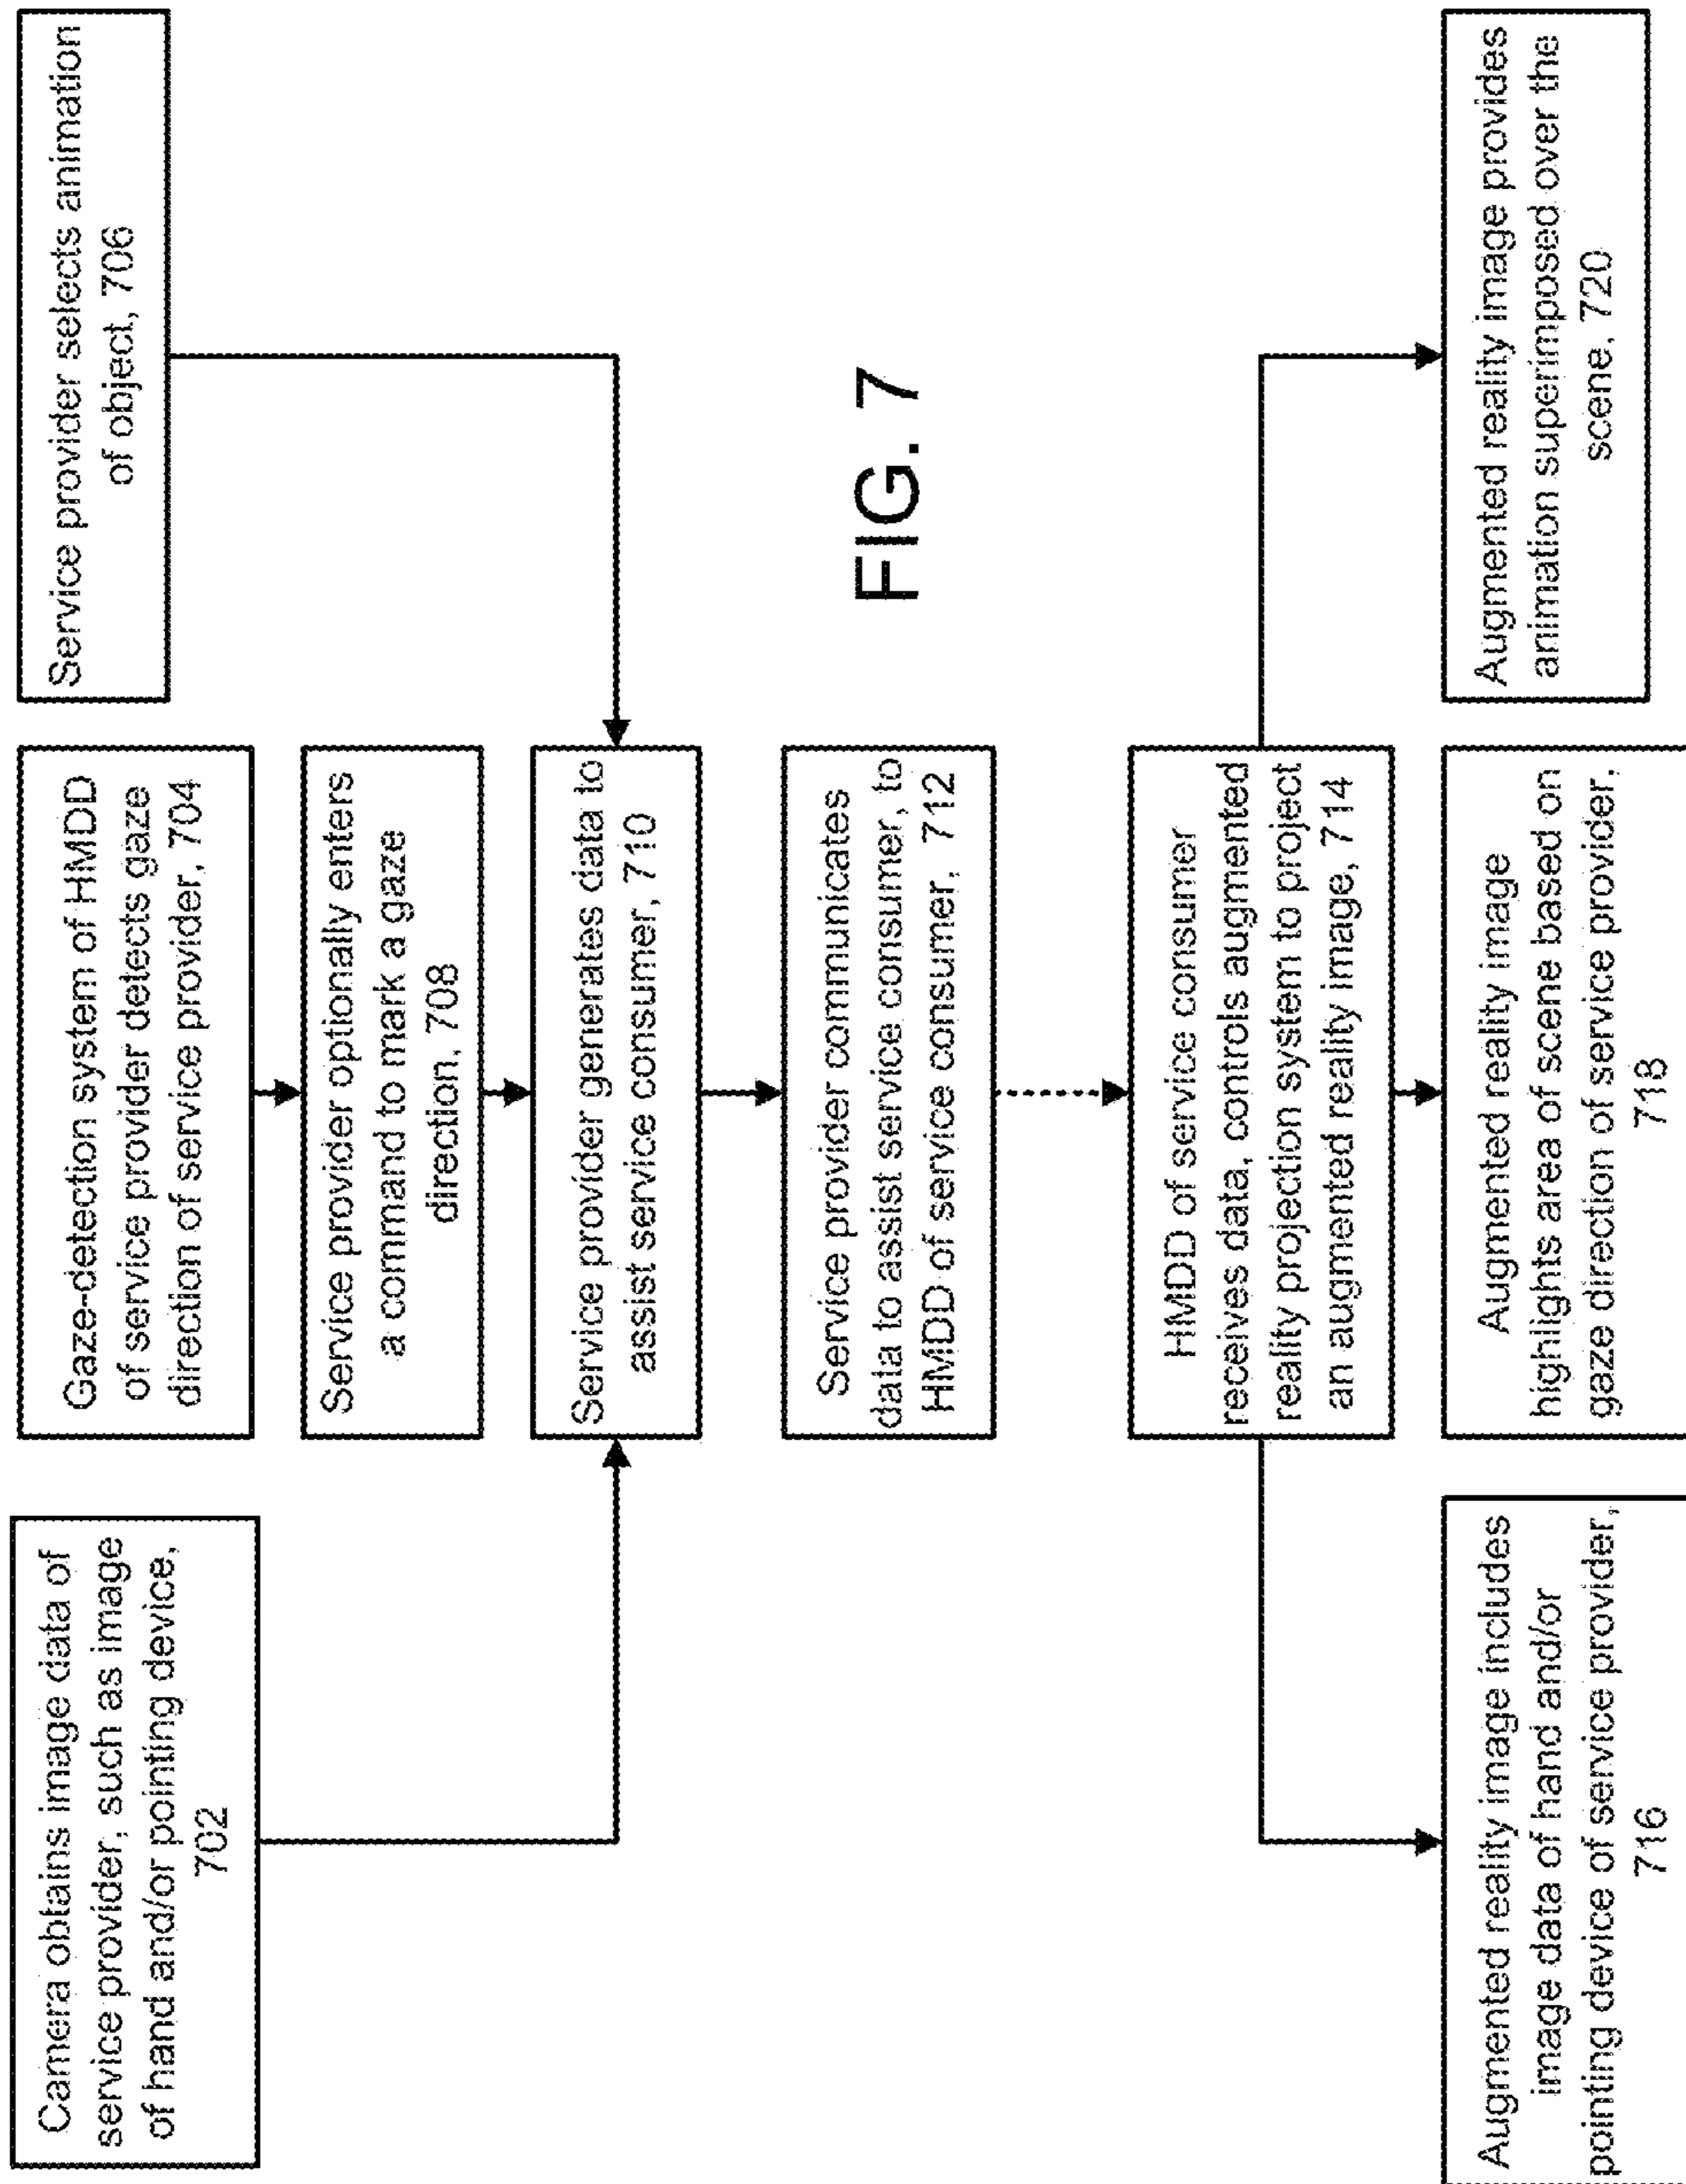 Camera obtains image data of
service provider, such as image
of hand and/or pointing device,
702
Gaze-detection system of HMDD
of service provider detects gaze
direction of service provider, 704
Service provider selects animation
of object, 706
Service provider optionally enters
a command to mark a gaze
direction, 708
Service provider generates data to
assist service consumer, 710
Service provider communicates
data to assist service consumer, to
HMDD of service consumer, 712
FIG. 7
HMDD of service consumer
receives data, controls augmented
reality projection system to project
an augmented reality image, 714
Augmented reality image includes
image data of hand and/or
pointing device of service provider,
716
Augmented reality image
highlights area of scene based on
gaze direction of service provider,
718
Augmented reality image provides
animation superimposed over the
scene, 720